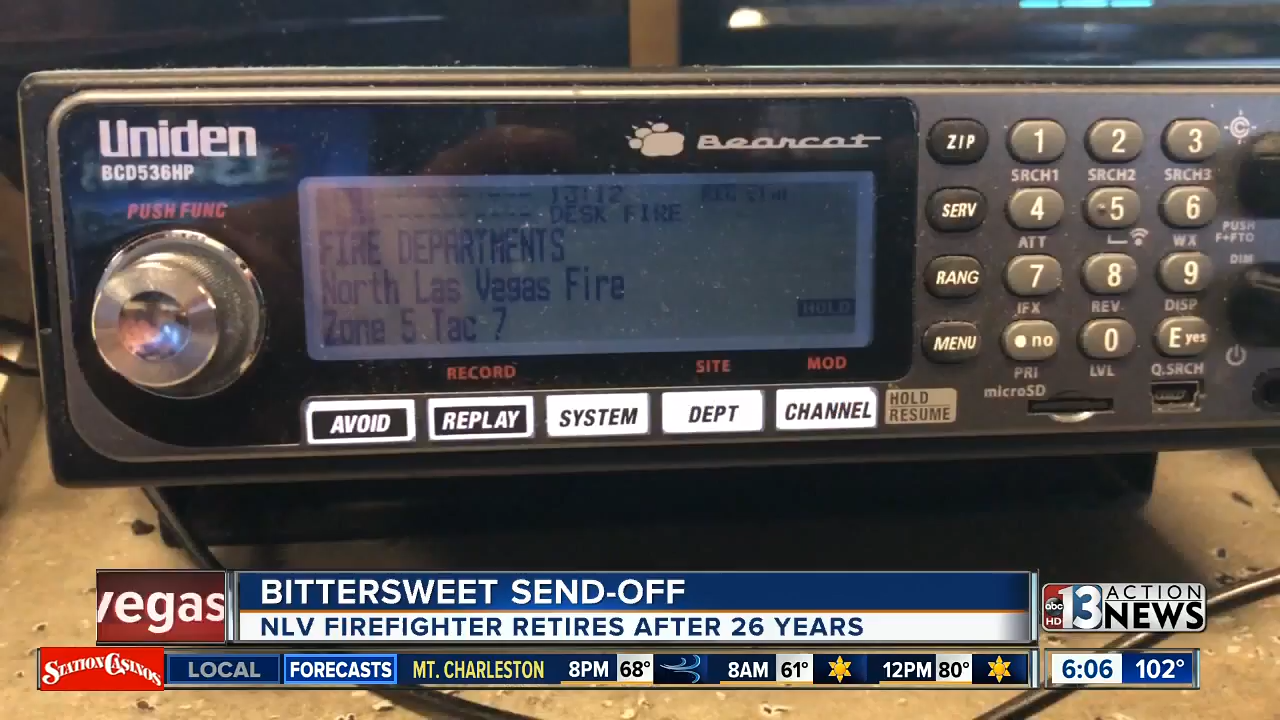 Uniden
Bearcat
BCD536HP
PUSH FUNC
13:12
DESK FIRE
FIRE DEPARTMENTS
North Las Vegas Fire
Zone 5 Tac 7
HOLD
RECORD SITE MOD
AVOID REPLAY SYSTEM DEPT CHANNEL HOLD RESUME
ZIP 1 2 3
SRCH1 SRCH2 SRCH3
SERV 4 5 6
ATT WX
PUSH F+FTO
RANG 7 8 9
DIM
IFX REV DISP
MENU no 0 E yes
PRI LVL Q.SRCH
microSD
vegas
BITTERSWEET SEND-OFF
NLV FIREFIGHTER RETIRES AFTER 26 YEARS
abc HD 13 ACTION NEWS
STATION CASINOS LOCAL FORECASTS MT. CHARLESTON 8PM 68° 8AM 61° 12PM 80° 6:06 102°